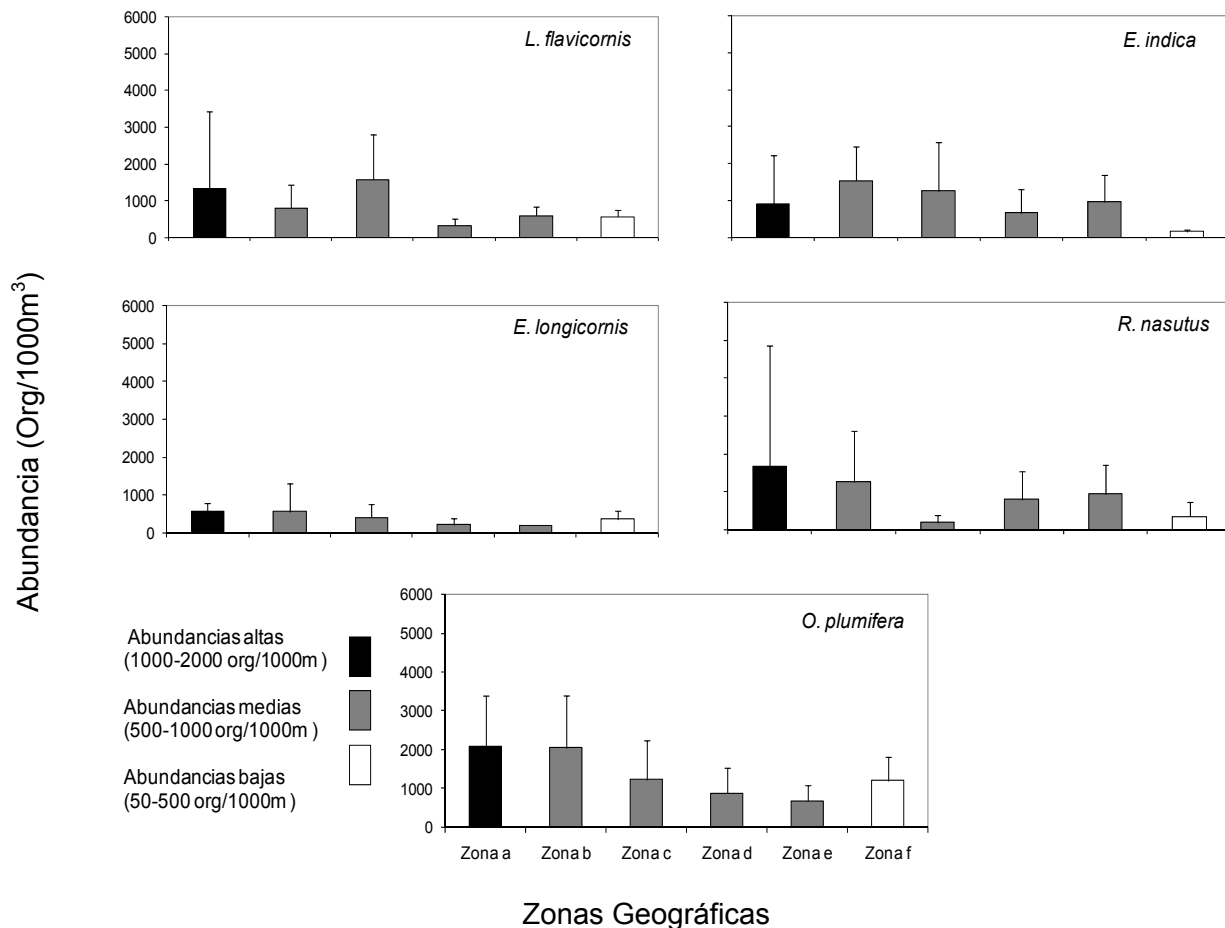 6000
5000
4000
3000
2000
1000
0
L. flavicornis
E. indica
6000
5000
4000
3000
2000
1000
0
E. longicornis
R. nasutus
Abundancia (Org/1000m³)
6000
5000
4000
3000
2000
1000
0
O. plumifera
Abundancias altas
(1000-2000 org/1000m )
Abundancias medias
(500-1000 org/1000m )
Abundancias bajas
(50-500 org/1000m )
Zona a Zona b Zona c Zona d Zona e Zona f
Zonas Geográficas